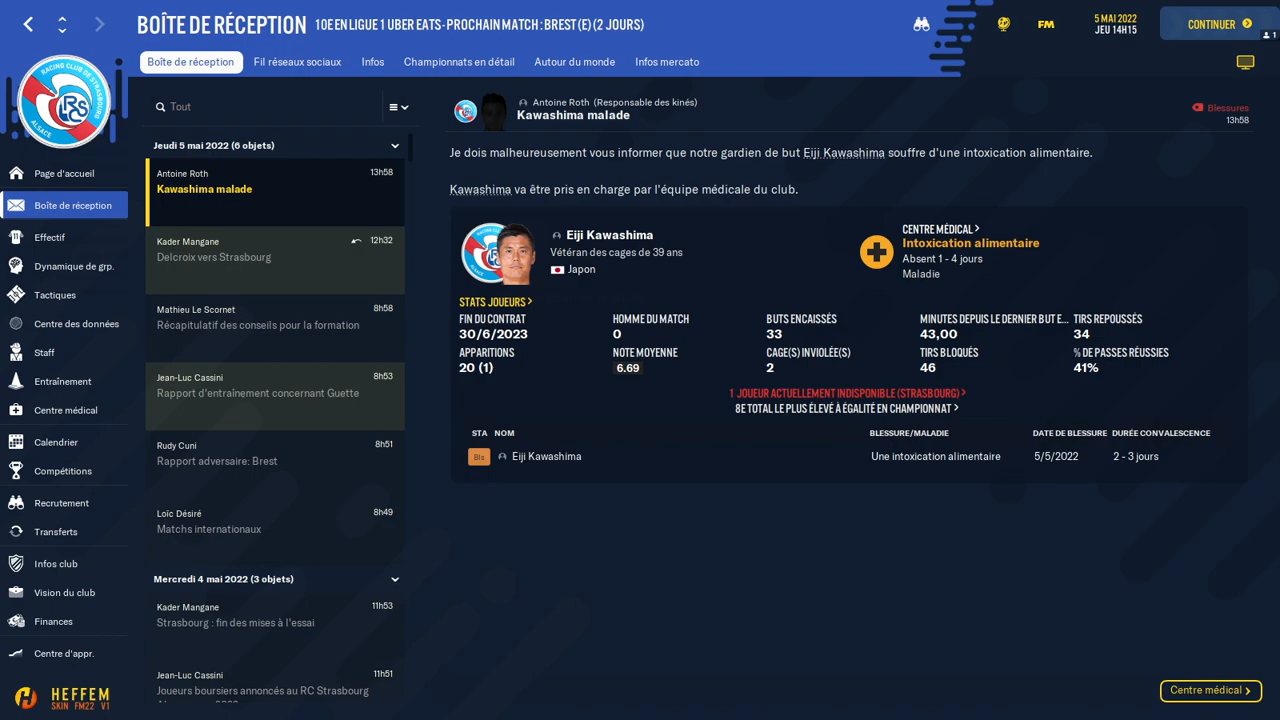 BOÎTE DE RÉCEPTION
10E EN LIGUE 1 UBER EATS - PROCHAIN MATCH : BREST (E) (2 JOURS)
FM
5 MAI 2022
JEU 14H15
CONTINUER
1
Boîte de réception
Fil réseaux sociaux
Infos
Championnats en détail
Autour du monde
Infos mercato
RACING CLUB DE STRASBOURG
RCS
ALSACE
Page d'accueil
Boîte de réception
Effectif
Dynamique de grp.
Tactiques
Centre des données
Staff
Entraînement
Centre médical
Calendrier
Compétitions
Recrutement
Transferts
Infos club
Vision du club
Finances
Centre d'appr.
HEFFEM
SKIN FM22 V1
Tout
Jeudi 5 mai 2022 (6 objets)
Antoine Roth 13h58
Kawashima malade
Kader Mangane 12h32
Delcroix vers Strasbourg
Mathieu Le Scornet 8h58
Récapitulatif des conseils pour la formation
Jean-Luc Cassini 8h53
Rapport d'entraînement concernant Guette
Rudy Cuni 8h51
Rapport adversaire: Brest
Loïc Désiré 8h49
Matchs internationaux
Mercredi 4 mai 2022 (3 objets)
Kader Mangane 11h53
Strasbourg : fin des mises à l'essai
Jean-Luc Cassini 11h51
Joueurs boursiers annoncés au RC Strasbourg
Antoine Roth (Responsable des kinés)
Kawashima malade
Blessures
13h58
Je dois malheureusement vous informer que notre gardien de but Eiji Kawashima souffre d'une intoxication alimentaire.
Kawashima va être pris en charge par l'équipe médicale du club.
Eiji Kawashima
Vétéran des cages de 39 ans
Japon
CENTRE MÉDICAL
Intoxication alimentaire
Absent 1 - 4 jours
Maladie
STATS JOUEURS
FIN DU CONTRAT HOMME DU MATCH BUTS ENCAISSÉS MINUTES DEPUIS LE DERNIER BUT E... TIRS REPOUSSÉS
30/6/2023 0 33 43,00 34
APPARITIONS NOTE MOYENNE CAGE(S) INVIOLÉE(S) TIRS BLOQUÉS % DE PASSES RÉUSSIES
20 (1) 6.69 2 46 41%
1 JOUEUR ACTUELLEMENT INDISPONIBLE (STRASBOURG)
8E TOTAL LE PLUS ÉLEVÉ À ÉGALITÉ EN CHAMPIONNAT
STA NOM BLESSURE/MALADIE DATE DE BLESSURE DURÉE CONVALESCENCE
Bls Eiji Kawashima Une intoxication alimentaire 5/5/2022 2 - 3 jours
Centre médical